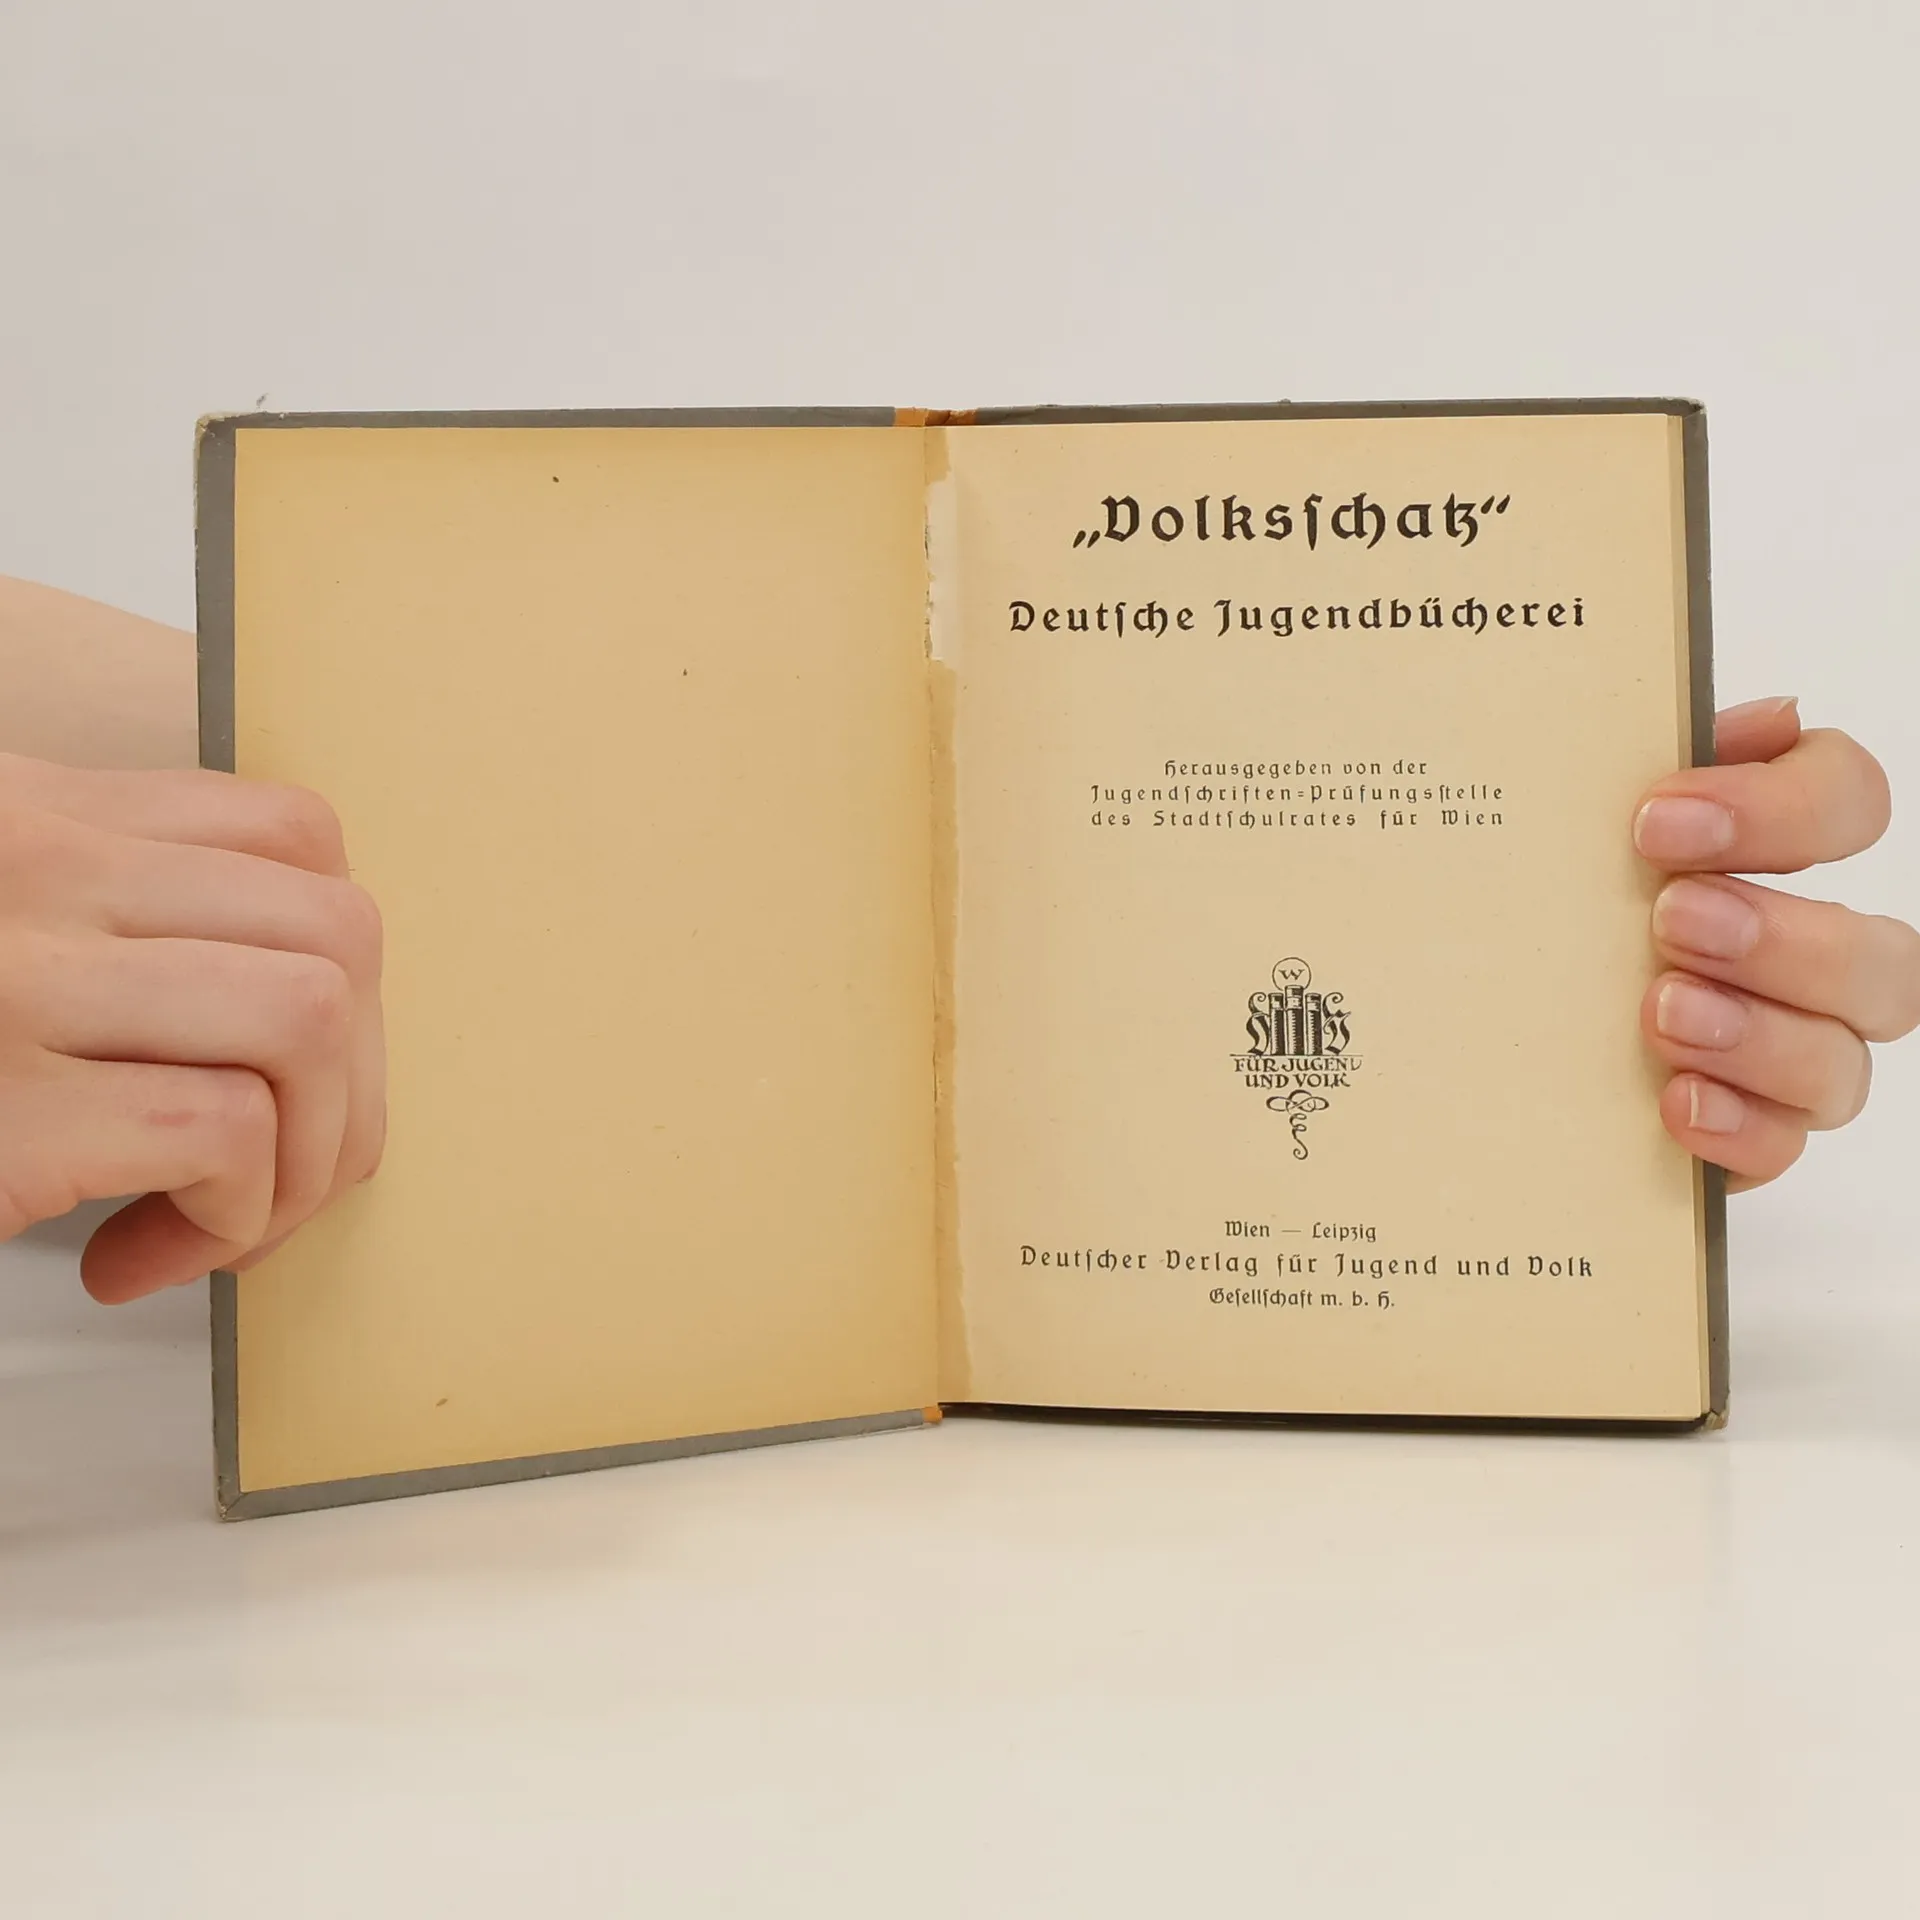 „Volksſchatz“
Deutſche Jugendbücherei
Herausgegeben von der
Jugendſchriften=Prüfungsſtelle
des Stadtſchulrates für Wien
W
D V
FÜR JUGEND
UND VOLK
Wien — Leipzig
Deutſcher Verlag für Jugend und Volk
Geſellſchaft m. b. H.